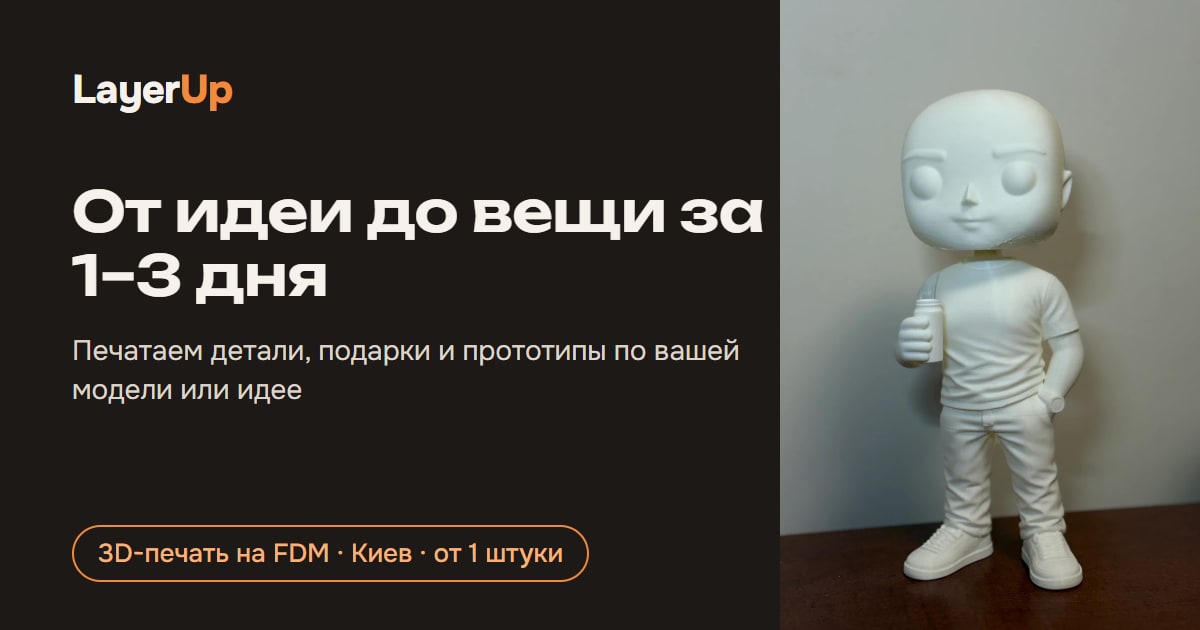 LayerUp
От идеи до вещи за
1–3 дня
Печатаем детали, подарки и прототипы по вашей
модели или идее
3D-печать на FDM · Киев · от 1 штуки